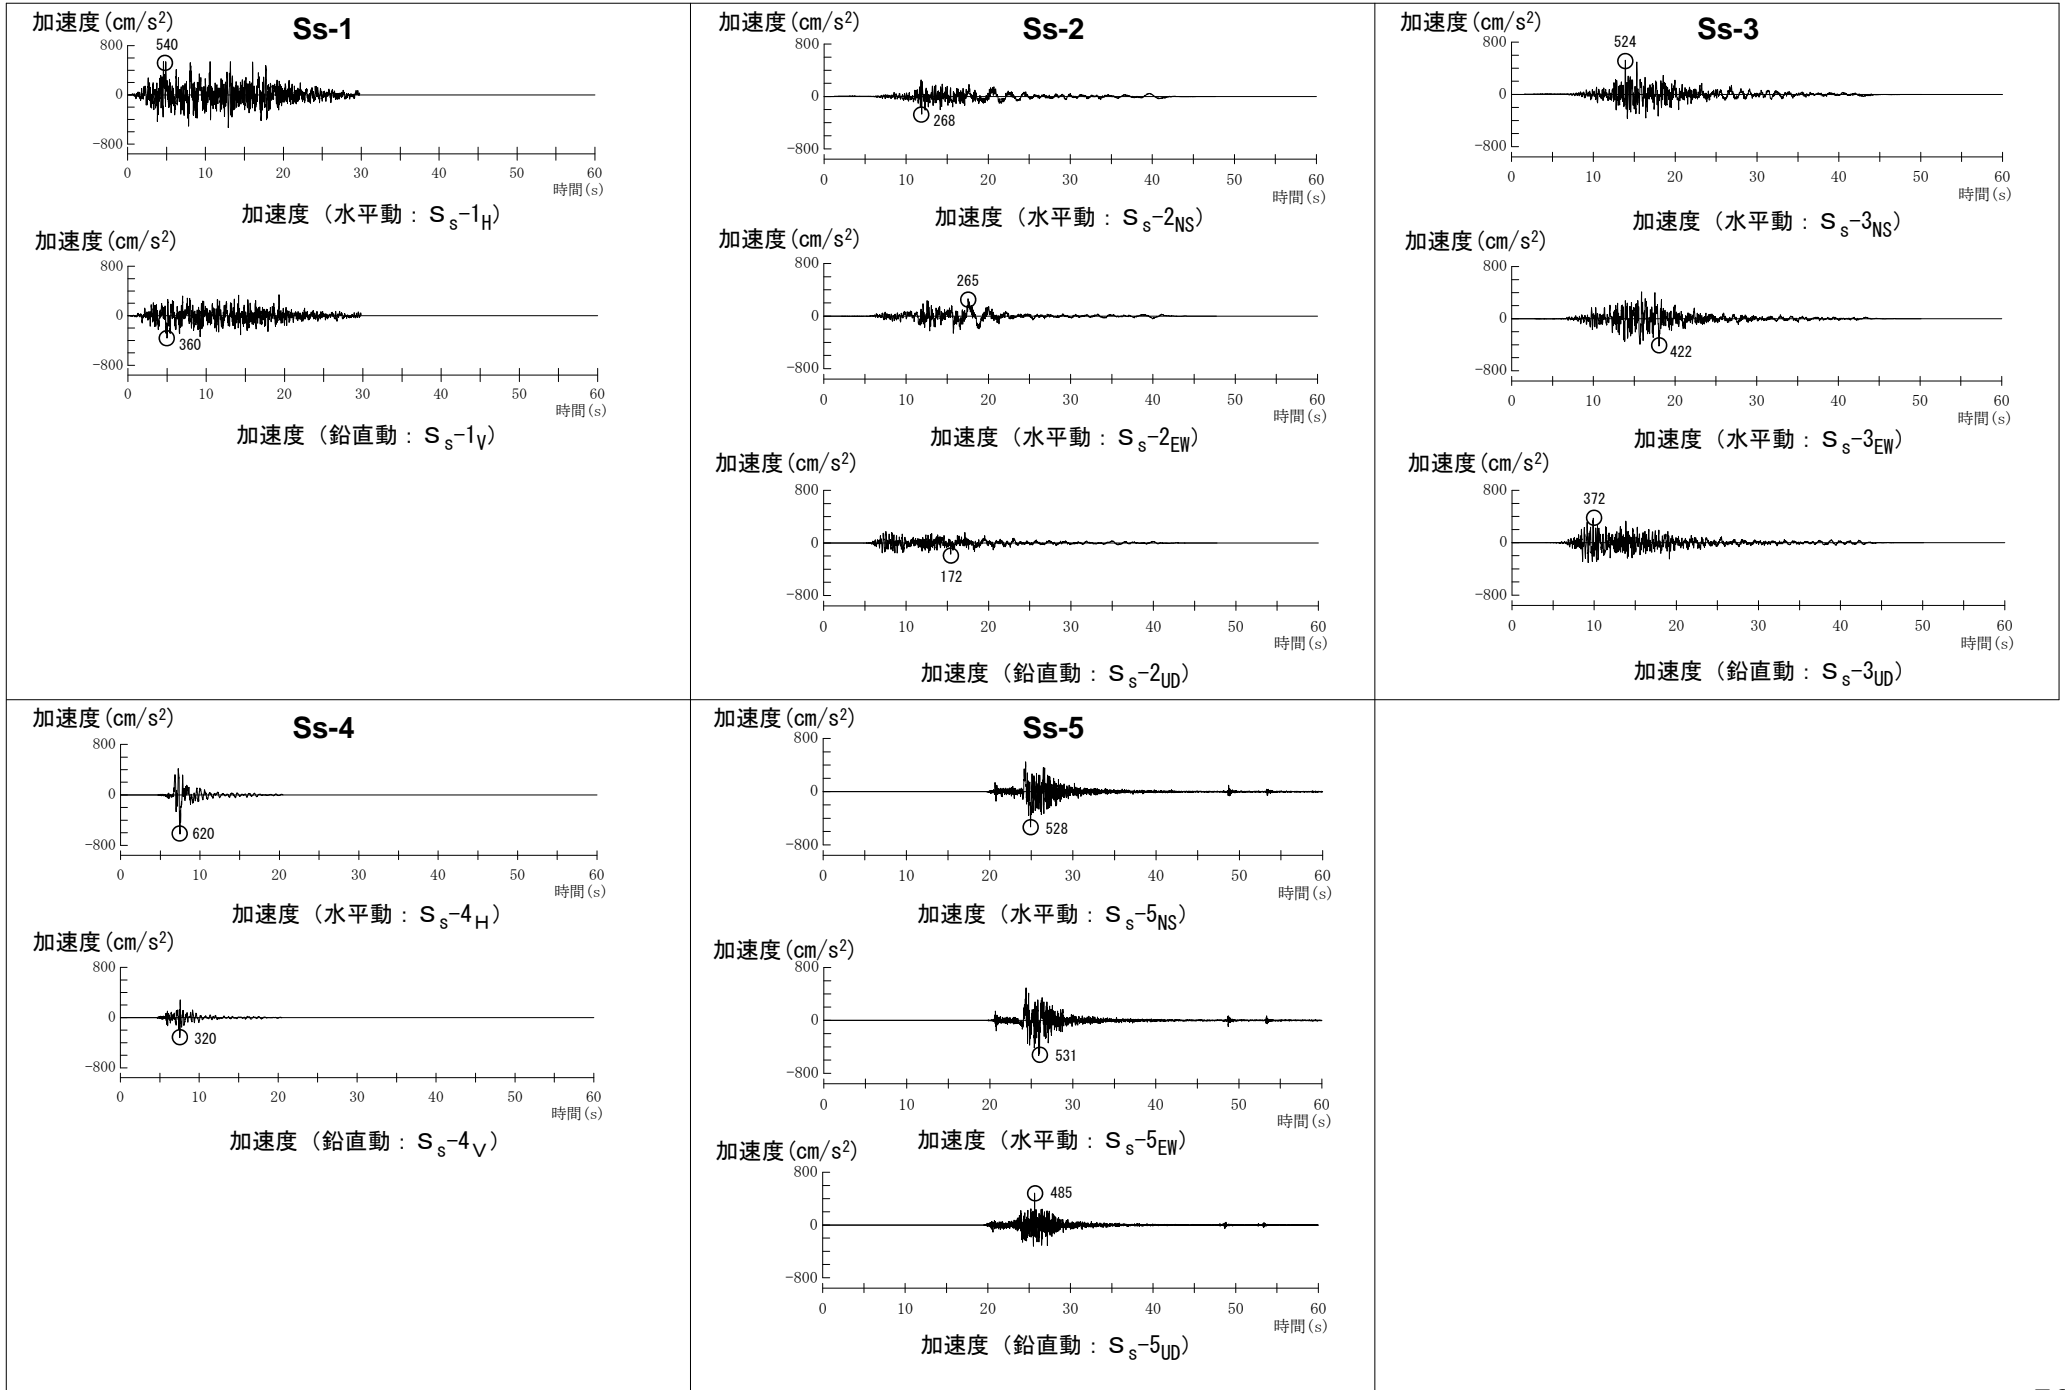 加速度(cm/s²)
Ss-1
540
800
0
−800
0 10 20 30 40 50 60
時間(s)
加速度（水平動：Ss−1H）
加速度(cm/s²)
800
0
360
−800
0 10 20 30 40 50 60
時間(s)
加速度（鉛直動：Ss−1V）
加速度(cm/s²)
Ss-2
800
0
268
−800
0 10 20 30 40 50 60
時間(s)
加速度（水平動：Ss−2NS）
加速度(cm/s²)
800
265
0
−800
0 10 20 30 40 50 60
時間(s)
加速度（水平動：Ss−2EW）
加速度(cm/s²)
800
0
172
−800
0 10 20 30 40 50 60
時間(s)
加速度（鉛直動：Ss−2UD）
加速度(cm/s²)
Ss-3
524
800
0
−800
0 10 20 30 40 50 60
時間(s)
加速度（水平動：Ss−3NS）
加速度(cm/s²)
800
0
422
−800
0 10 20 30 40 50 60
時間(s)
加速度（水平動：Ss−3EW）
加速度(cm/s²)
800
372
0
−800
0 10 20 30 40 50 60
時間(s)
加速度（鉛直動：Ss−3UD）
加速度(cm/s²)
Ss-4
800
0
620
−800
0 10 20 30 40 50 60
時間(s)
加速度（水平動：Ss−4H）
加速度(cm/s²)
800
0
320
−800
0 10 20 30 40 50 60
時間(s)
加速度（鉛直動：Ss−4V）
加速度(cm/s²)
Ss-5
800
0
528
−800
0 10 20 30 40 50 60
時間(s)
加速度（水平動：Ss−5NS）
加速度(cm/s²)
800
0
531
−800
0 10 20 30 40 50 60
時間(s)
加速度（水平動：Ss−5EW）
加速度(cm/s²)
800
485
0
−800
0 10 20 30 40 50 60
時間(s)
加速度（鉛直動：Ss−5UD）